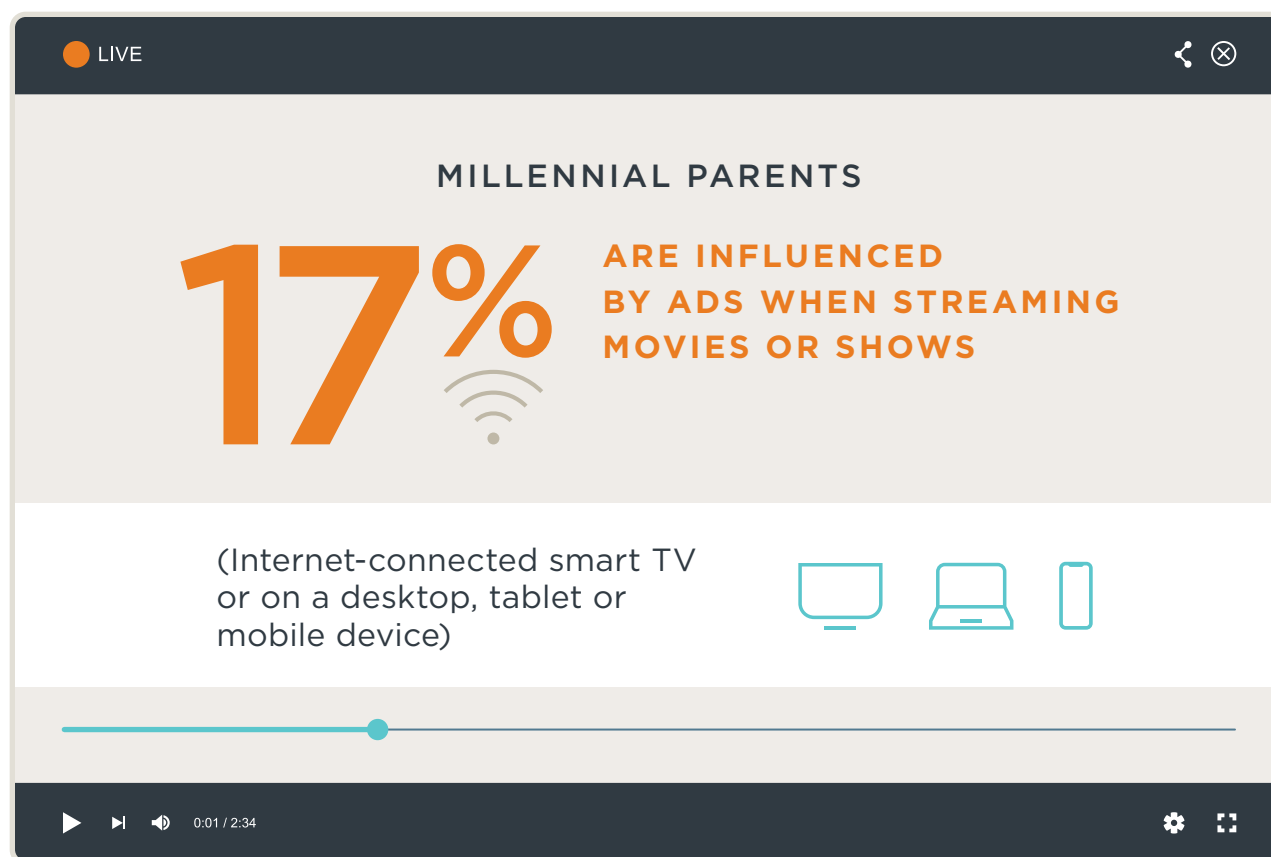 LIVE
MILLENNIAL PARENTS
17%
ARE INFLUENCED
BY ADS WHEN STREAMING
MOVIES OR SHOWS
(Internet-connected smart TV
or on a desktop, tablet or
mobile device)
0:01 / 2:34